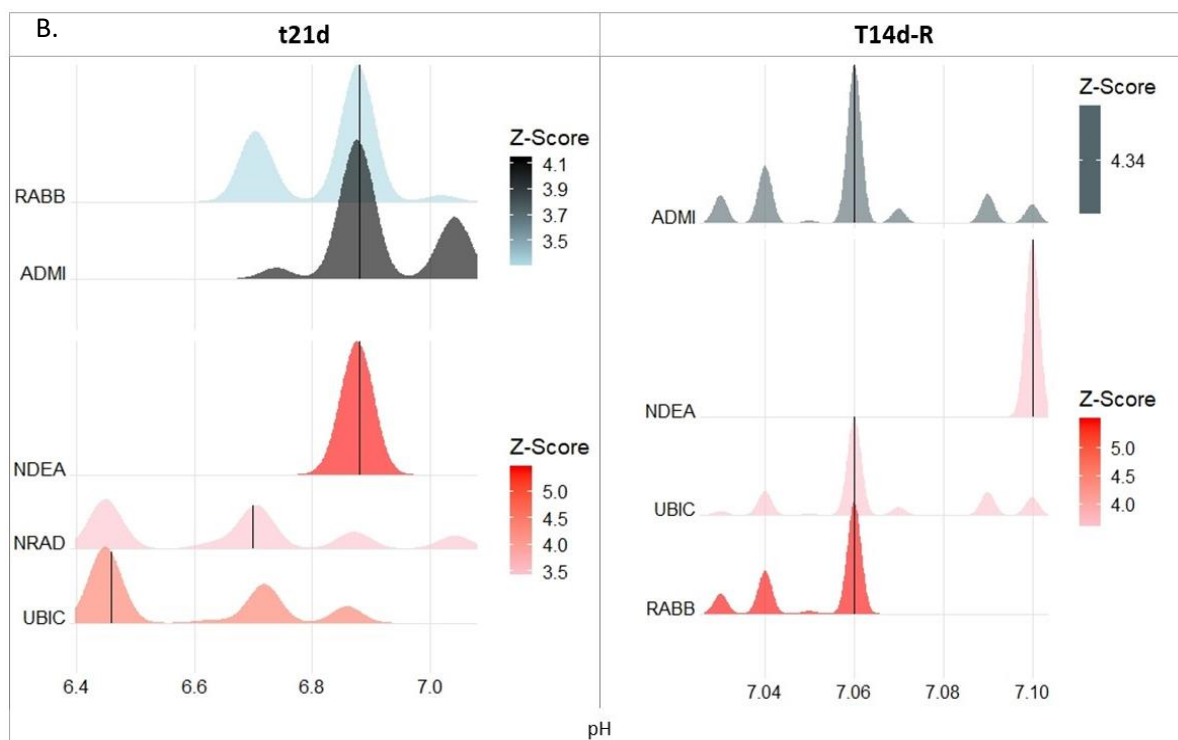 B.
t21d
T14d-R
RABB
ADMI
NDEA
NRAD
UBIC
6.4 6.6 6.8 7.0
Z-Score
4.1
3.9
3.7
3.5
Z-Score
5.0
4.5
4.0
3.5
ADMI
NDEA
UBIC
RABB
7.04 7.06 7.08 7.10
Z-Score
4.34
Z-Score
5.0
4.5
4.0
pH